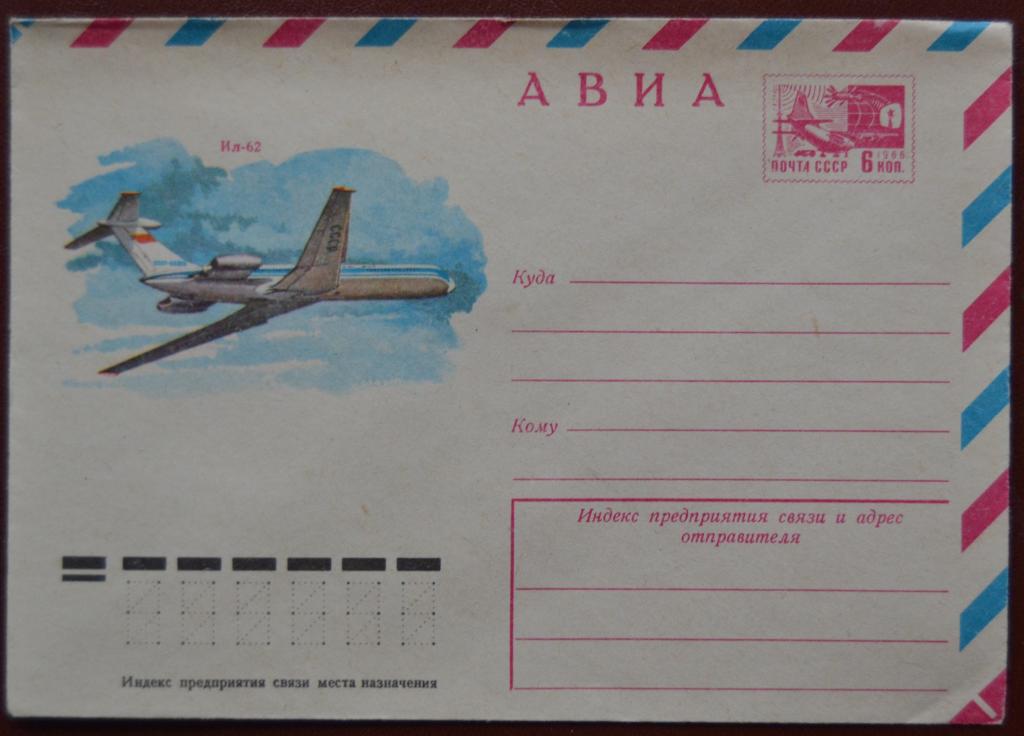 АВИА
Ил-62
ПОЧТА СССР 6 КОП.
1966
Куда
Кому
Индекс предприятия связи и адрес
отправителя
Индекс предприятия связи места назначения